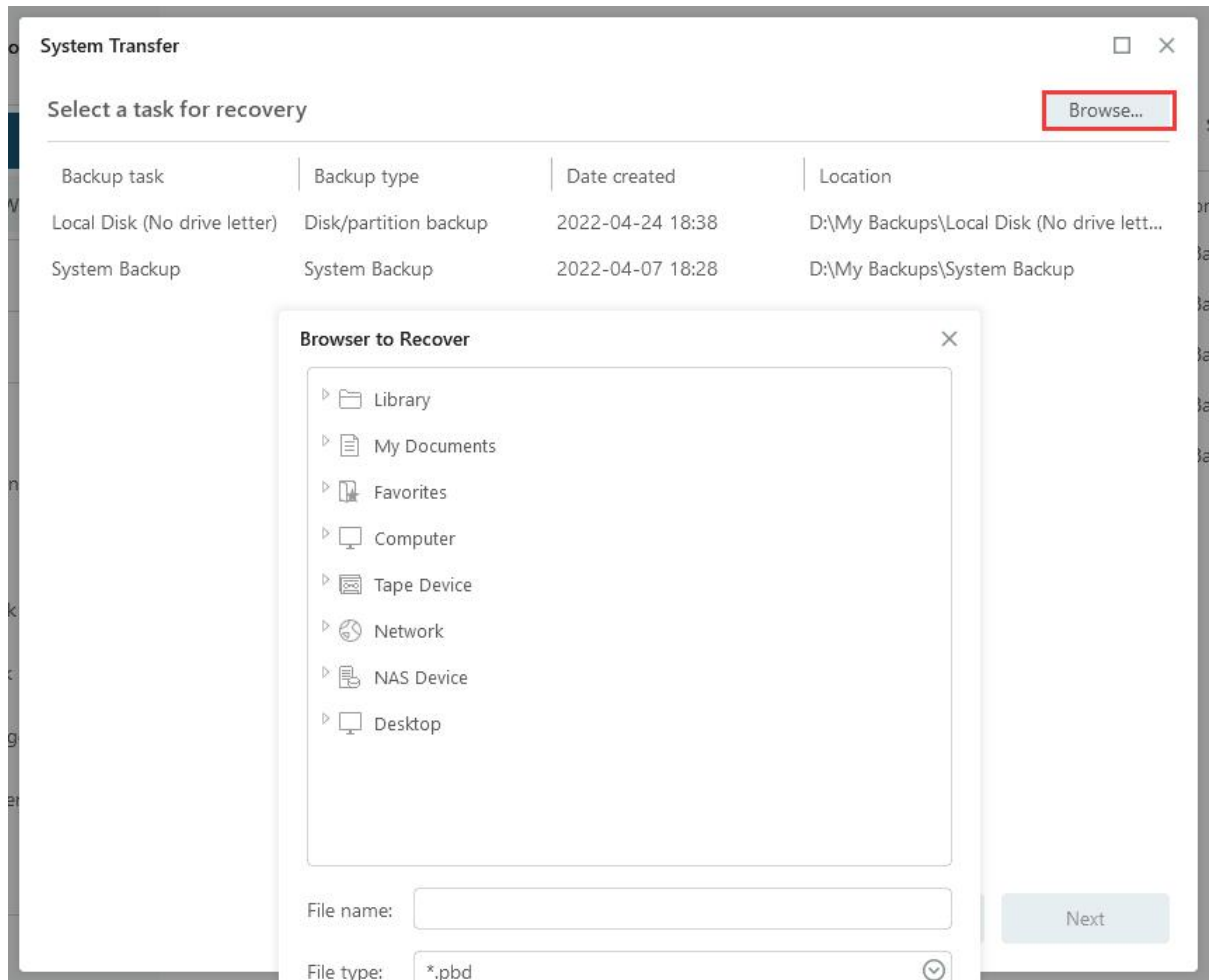 System Transfer
Select a task for recovery
Browse...
Backup task Backup type Date created Location
Local Disk (No drive letter) Disk/partition backup 2022-04-24 18:38 D:\My Backups\Local Disk (No drive lett...
System Backup System Backup 2022-04-07 18:28 D:\My Backups\System Backup
Browser to Recover
Library
My Documents
Favorites
Computer
Tape Device
Network
NAS Device
Desktop
File name:
Next
File type: *.pbd